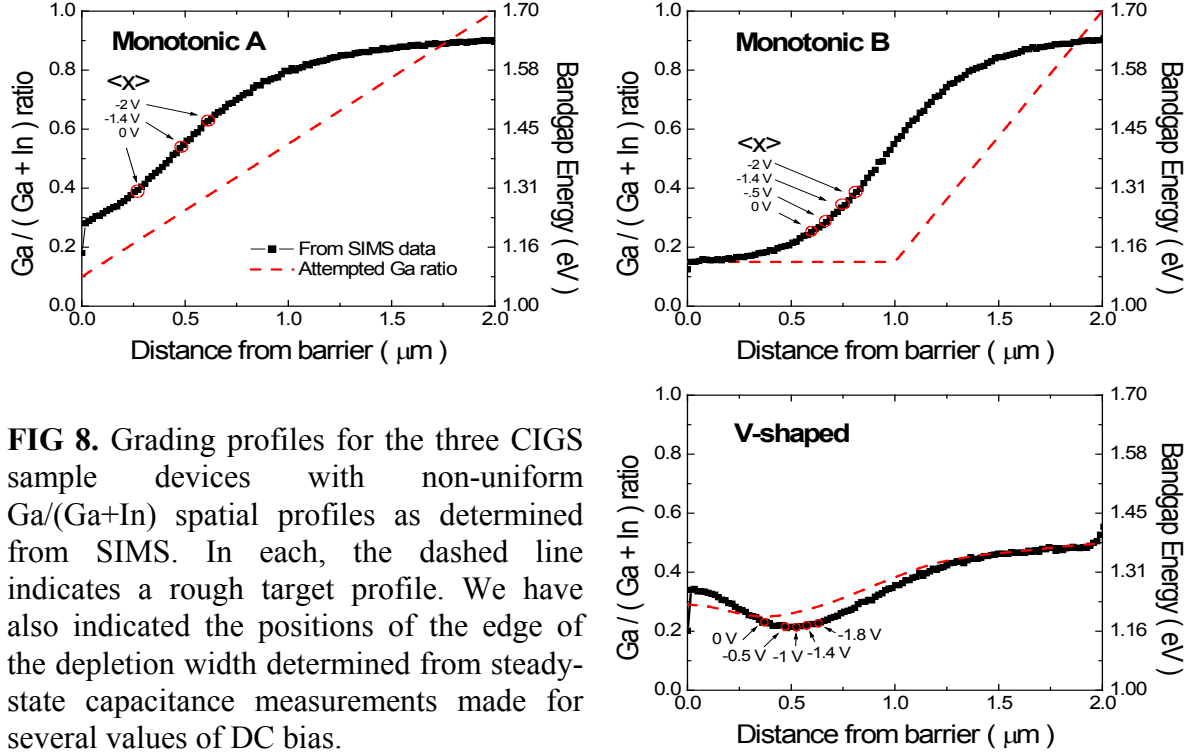 Monotonic A
<x>
-2 V
-1.4 V
0 V
From SIMS data
Attempted Ga ratio
Ga / ( Ga + In ) ratio
1.0
0.8
0.6
0.4
0.2
0.0
Bandgap Energy ( eV )
1.70
1.58
1.45
1.31
1.16
1.00
0.0 0.5 1.0 1.5 2.0
Distance from barrier ( μm )
Monotonic B
<x>
-2 V
-1.4 V
-.5 V
0 V
Ga / ( Ga + In ) ratio
1.0
0.8
0.6
0.4
0.2
0.0
Bandgap Energy ( eV )
1.70
1.58
1.45
1.31
1.16
1.00
0.0 0.5 1.0 1.5 2.0
Distance from barrier ( μm )
FIG 8. Grading profiles for the three CIGS
sample devices with non-uniform
Ga/(Ga+In) spatial profiles as determined
from SIMS. In each, the dashed line
indicates a rough target profile. We have
also indicated the positions of the edge of
the depletion width determined from steady-
state capacitance measurements made for
several values of DC bias.
V-shaped
0 V
-0.5 V
-1 V
-1.4 V
-1.8 V
Ga / ( Ga + In ) ratio
1.0
0.8
0.6
0.4
0.2
0.0
Bandgap Energy ( eV )
1.70
1.58
1.45
1.31
1.16
1.00
0.0 0.5 1.0 1.5 2.0
Distance from barrier ( μm )